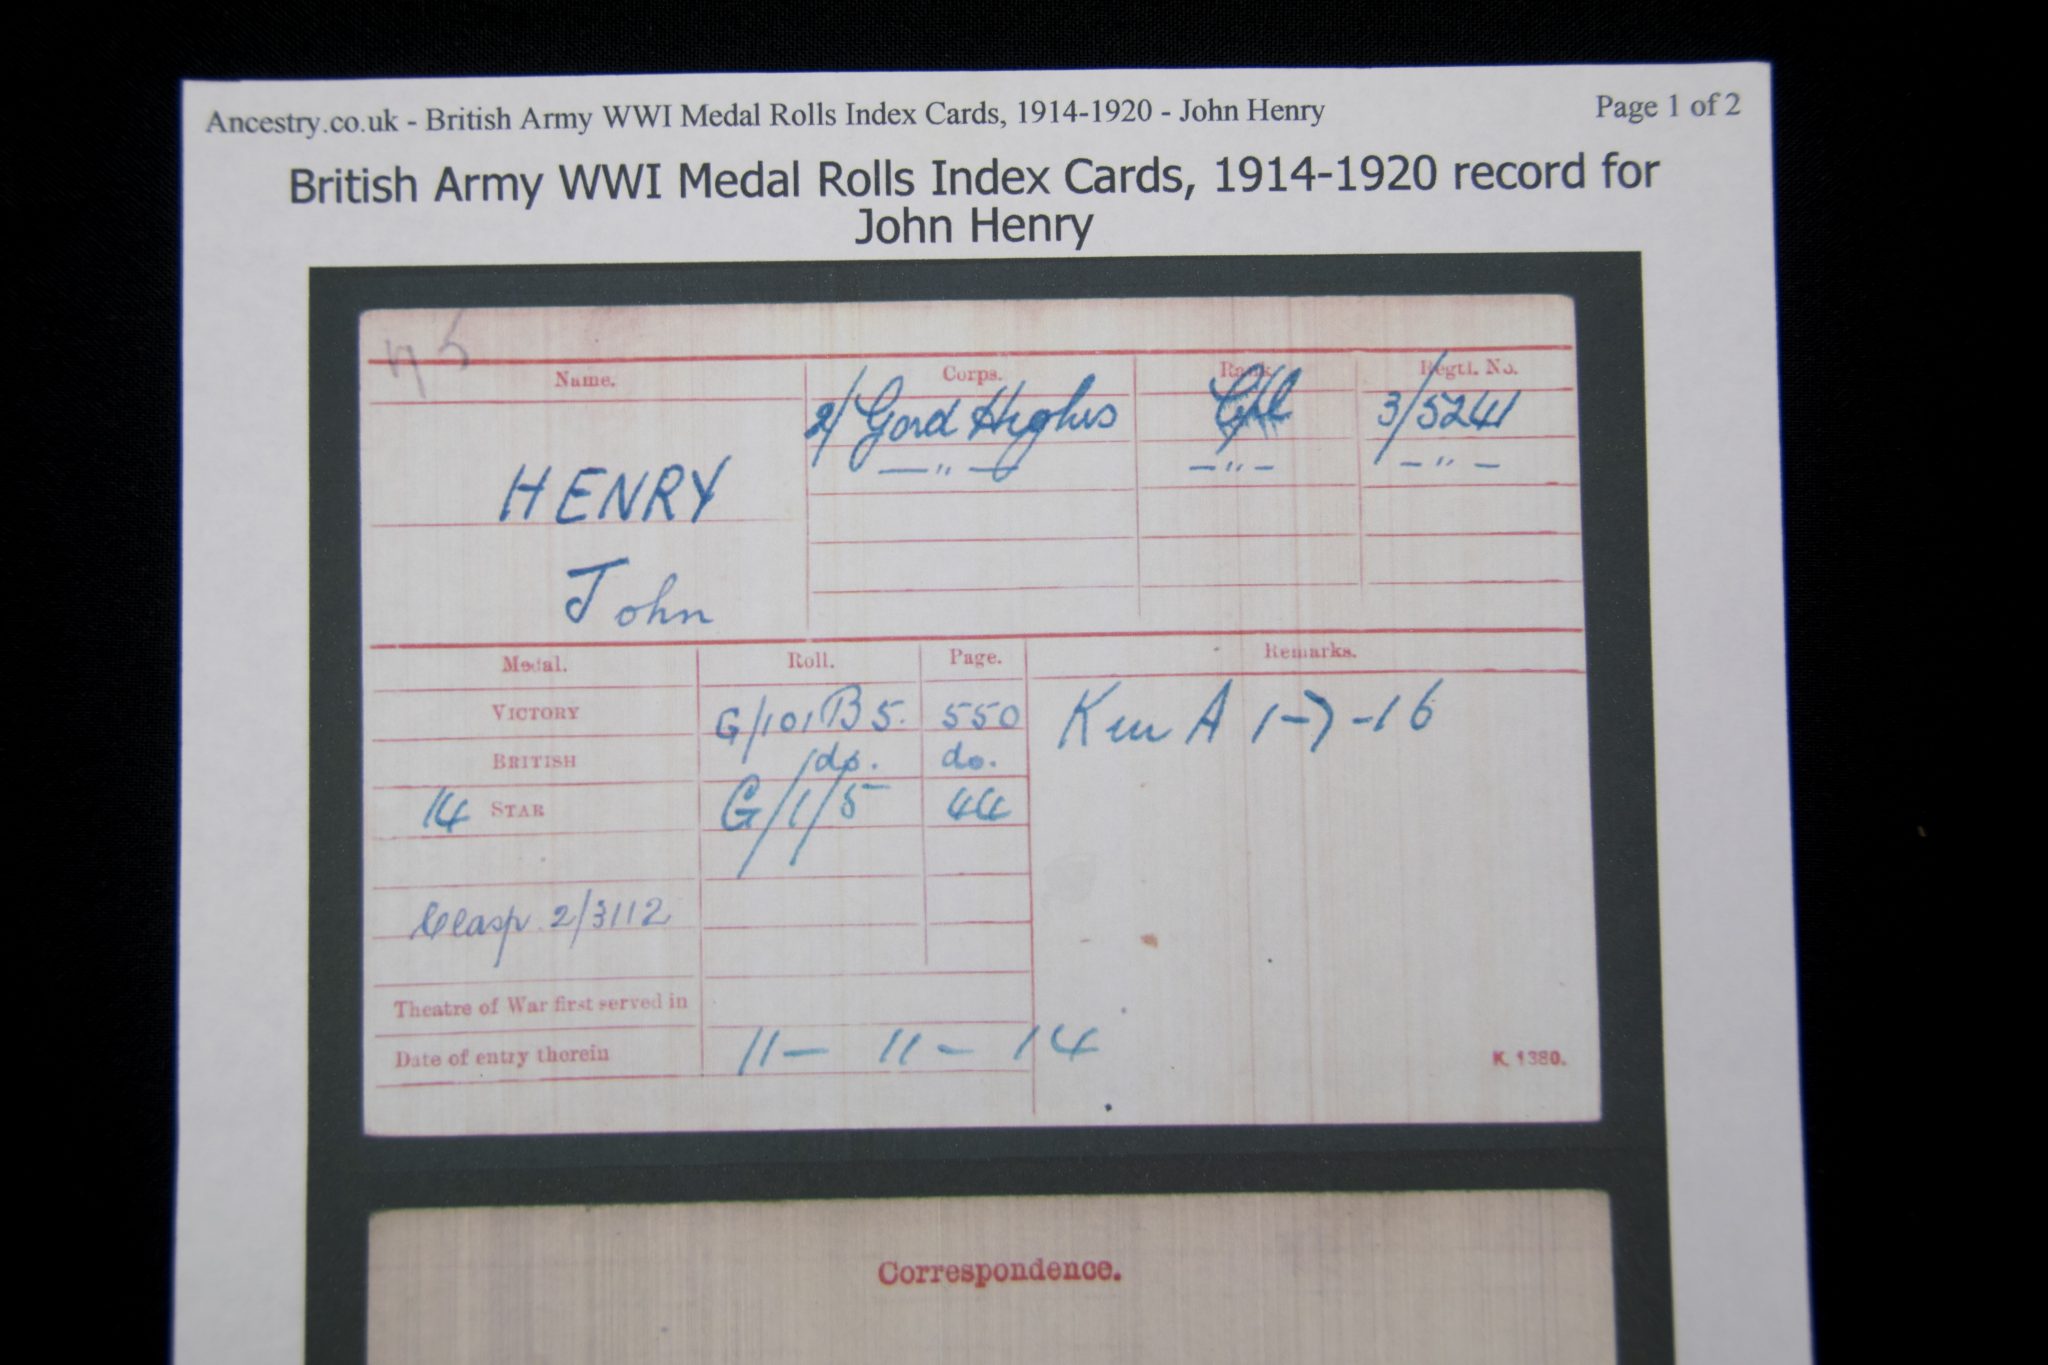 Ancestry.co.uk - British Army WWI Medal Rolls Index Cards, 1914-1920 - John Henry Page 1 of 2
British Army WWI Medal Rolls Index Cards, 1914-1920 record for
John Henry
Name. Corps. Rank. Regtl. No.
2/ Gord Highrs Cpl 3/5241
—"— —"— —"—
HENRY
John
Medal. Roll. Page. Remarks.
VICTORY G/101 B 5. 550 K in A 1-7-16
BRITISH do. do.
14 STAR G/1/5 44
Clasp 2/3112
Theatre of War first served in
Date of entry therein 11 - 11 - 14
K. 1380.
Correspondence.